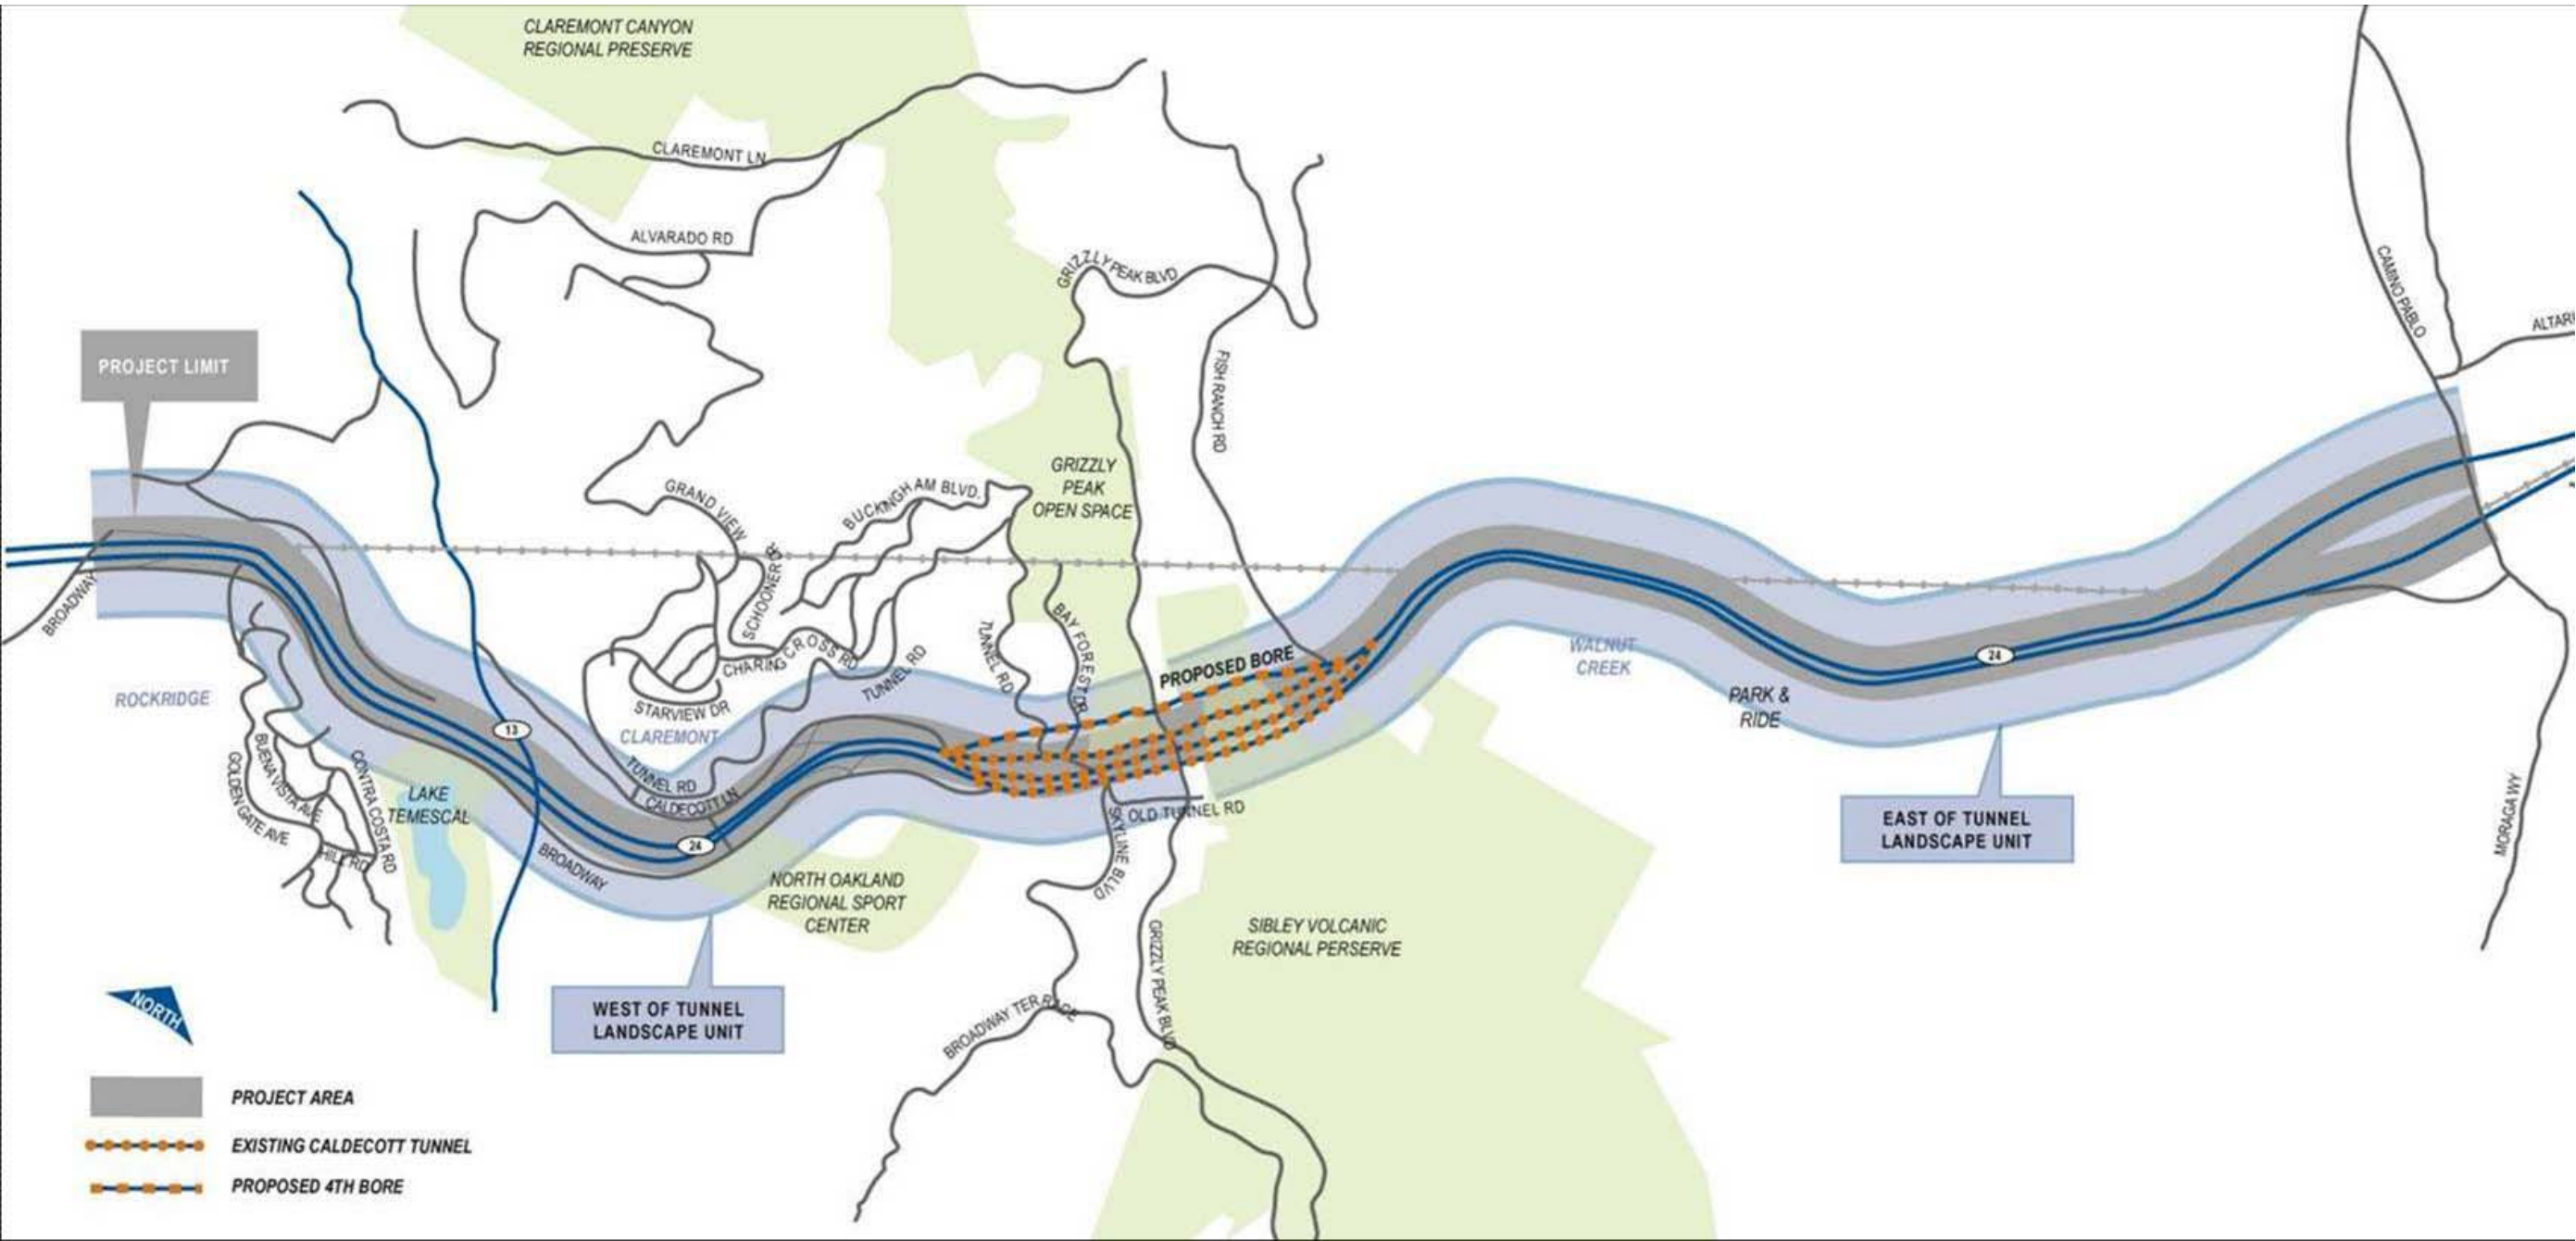 CLAREMONT CANYON
REGIONAL PRESERVE
CLAREMONT LN
ALVARADO RD
GRIZZLY PEAK BLVD
CAMINO PABLO
PROJECT LIMIT
FISH RANCH RD
GRIZZLY
PEAK
OPEN SPACE
GRAND VIEW
BUCKINGHAM BLVD.
SCHOONER DR
BROADWAY
CHARING CROSS RD
TUNNEL RD
TUNNEL RD
BAY FOREST DR
PROPOSED BORE
WALNUT
CREEK
24
PARK &
RIDE
ROCKRIDGE
STARVIEW DR
CLAREMONT
13
GOLDEN GATE AVE
BUENA VISTA AVE
CONTRA COSTA RD
HILL RD
LAKE
TEMESCAL
TUNNEL RD
CALDECOTT LN
24
BROADWAY
SKYLINE BLVD
OLD TUNNEL RD
MORAGA WY
EAST OF TUNNEL
LANDSCAPE UNIT
NORTH OAKLAND
REGIONAL SPORT
CENTER
SIBLEY VOLCANIC
REGIONAL PERSERVE
GRIZZLY PEAK BLVD
BROADWAY TERRACE
WEST OF TUNNEL
LANDSCAPE UNIT
NORTH
PROJECT AREA
EXISTING CALDECOTT TUNNEL
PROPOSED 4TH BORE